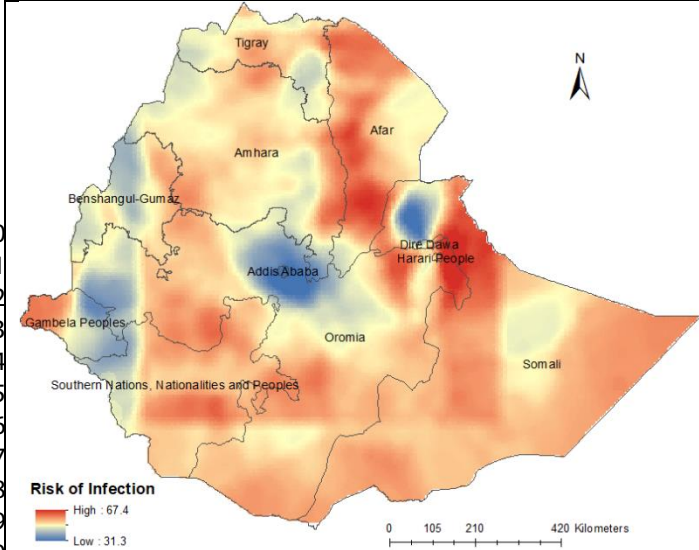 Tigray
N
Afar
Amhara
Benshangul-Gumaz
Dire Dawa
Harari People
Addis Ababa
Gambela Peoples
Oromia
Somali
Southern Nations, Nationalities and Peoples
Risk of Infection
High : 67.4
Low : 31.3
0 105 210 420 Kilometers